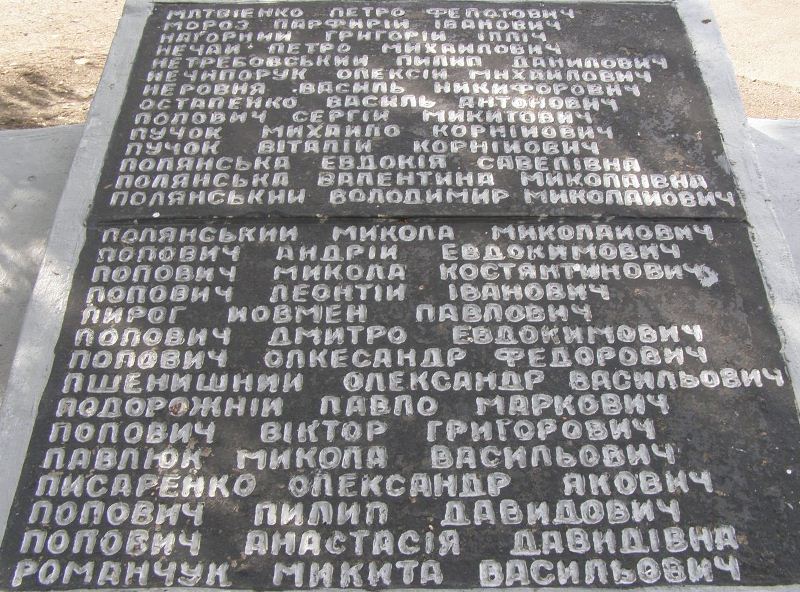 МАТВІЕНКО ПЕТРО ФЕДОТОВИЧ
МОРОЗ ПАРФИРІЙ ІВАНОВИЧ
НАГОРНИЙ ГРИГОРІЙ ІЛЛІЧ
НЕЧАЙ ПЕТРО МИХАЙЛОВИЧ
НЕТРЕБОВСЬКИЙ ПИЛИП ДАНИЛОВИЧ
НЕЧИПОРУК ОЛЕКСІЙ МИХАЙЛОВИЧ
НЕРОВНЯ ВАСИЛЬ НИКИФОРОВИЧ
ОСТАПЕНКО ВАСИЛЬ АНТОНОВИЧ
ПОПОВИЧ СЕРГІЙ МИКИТОВИЧ
ПУЧОК МИХАЙЛО КОРНІЙОВИЧ
ПУЧОК ВІТАЛІЙ КОРНІЙОВИЧ
ПОЛЯНСЬКА ЕВДОКІЯ САВЕЛІВНА
ПОЛЯНСЬКА ВАЛЕНТИНА МИКОЛАІВНА
ПОЛЯНСЬКИЙ ВОЛОДИМИР МИКОЛАЙОВИЧ
ПОЛЯНСЬКИЙ МИКОЛА МИКОЛАЙОВИЧ
ПОПОВИЧ АНДРІЙ ЕВДОКИМОВИЧ
ПОПОВИЧ МИКОЛА КОСТЯНТИНОВИЧ
ПОПОВИЧ ЛЕОНТІЙ ІВАНОВИЧ
ПИРОГ ЙОВМЕН ПАВЛОВИЧ
ПОПОВИЧ ДМИТРО ЕВДОКИМОВИЧ
ПОПОВИЧ ОЛКЕСАНДР ФЕДОРОВИЧ
ПШЕНИШНИЙ ОЛЕКСАНДР ВАСИЛЬОВИЧ
ПОДОРОЖНІЙ ПАВЛО МАРКОВИЧ
ПОПОВИЧ ВІКТОР ГРИГОРОВИЧ
ПАВЛЮК МИКОЛА ВАСИЛЬОВИЧ
ПИСАРЕНКО ОЛЕКСАНДР ЯКОВИЧ
ПОПОВИЧ ПИЛИП ДАВИДОВИЧ
ПОПОВИЧ АНАСТАСІЯ ДАВИДІВНА
РОМАНЧУК МИКИТА ВАСИЛЬОВИЧ